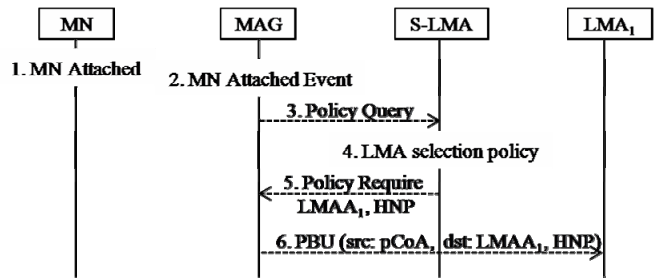 MN MAG S-LMA LMA₁
1. MN Attached
2. MN Attached Event
3. Policy Query
4. LMA selection policy
5. Policy Require
LMAA₁, HNP
6. PBU (src: pCoA, dst: LMAA₁, HNP)